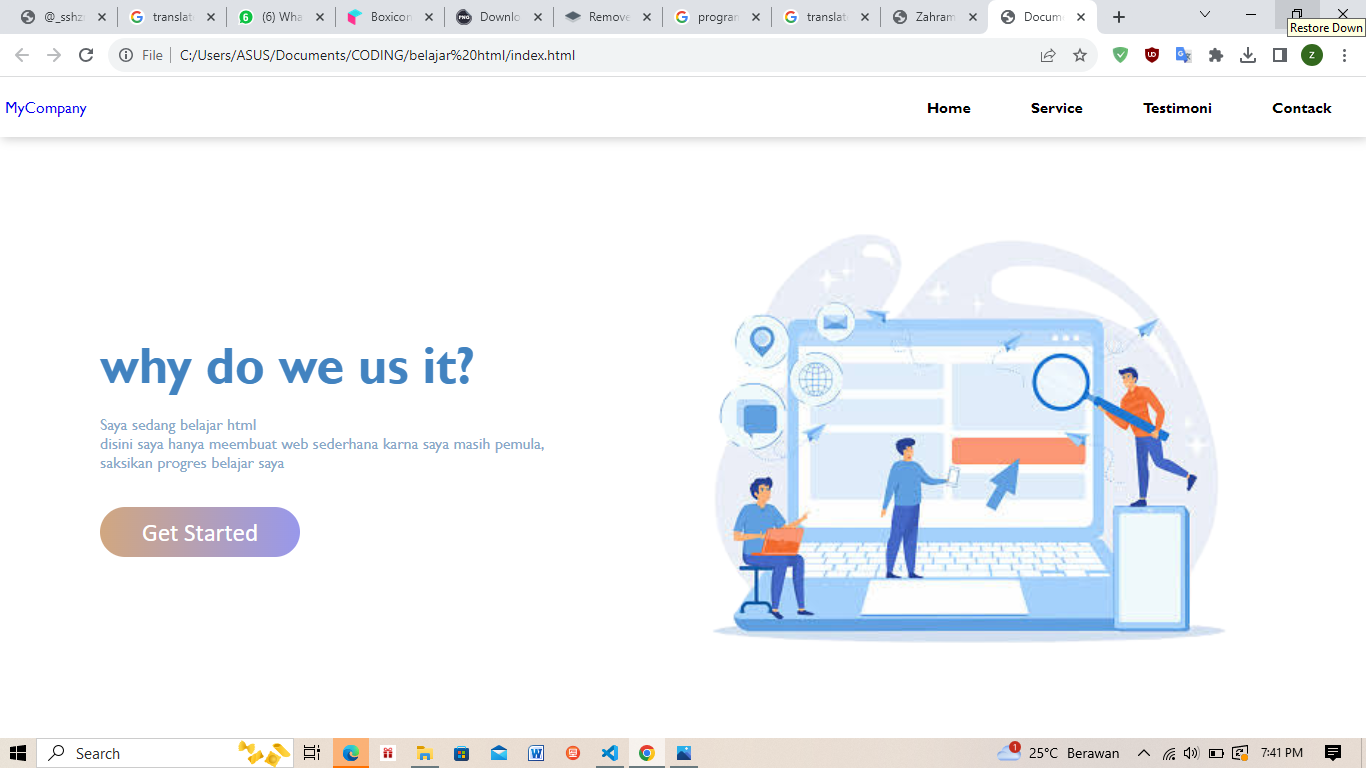 @_sshz
translat
(6) Wha
Boxicon
Downlo
Remove
program
translat
Zahram
Docum
Restore Down
File
C:/Users/ASUS/Documents/CODING/belajar%20html/index.html
Z
MyCompany
Home
Service
Testimoni
Contack
why do we us it?
Saya sedang belajar html
disini saya hanya meembuat web sederhana karna saya masih pemula,
saksikan progres belajar saya
Get Started
Search
1
25°C Berawan
7:41 PM